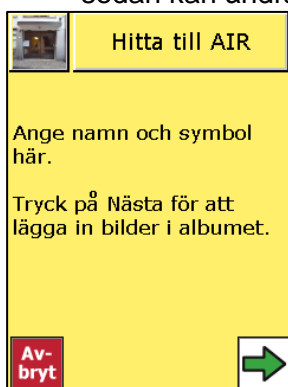 Hitta till AIR
Ange namn och symbol
här.
Tryck på Nästa för att
lägga in bilder i albumet.
Av-
bryt